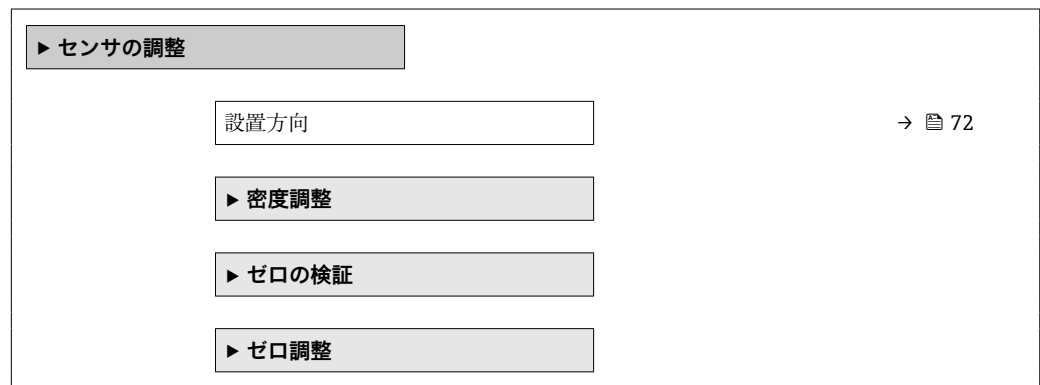 ▶ センサの調整
設置方向 → 72
▶ 密度調整
▶ ゼロの検証
▶ ゼロ調整